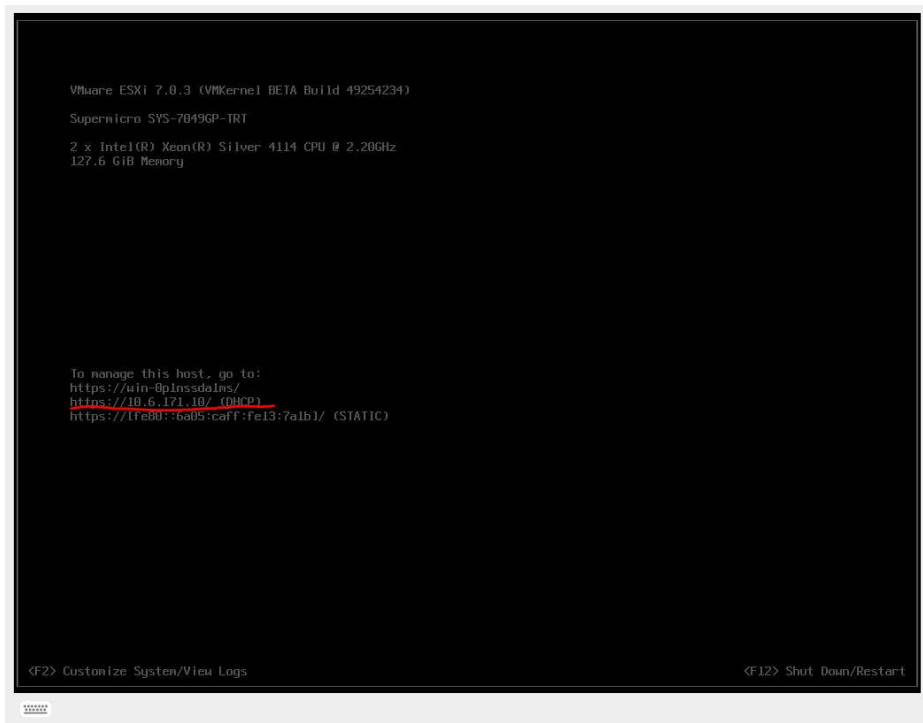 VMware ESXi 7.0.3 (VMKernel BETA Build 49254234)
Supermicro SYS-7049GP-TRT
2 x Intel(R) Xeon(R) Silver 4114 CPU @ 2.20GHz
127.6 GiB Memory
To manage this host, go to:
https://win-0plnssdalms/
https://10.6.171.10/ (DHCP)
https://[fe80::6a05:caff:fe13:7a1b]/ (STATIC)
<F2> Customize System/View Logs
<F12> Shut Down/Restart